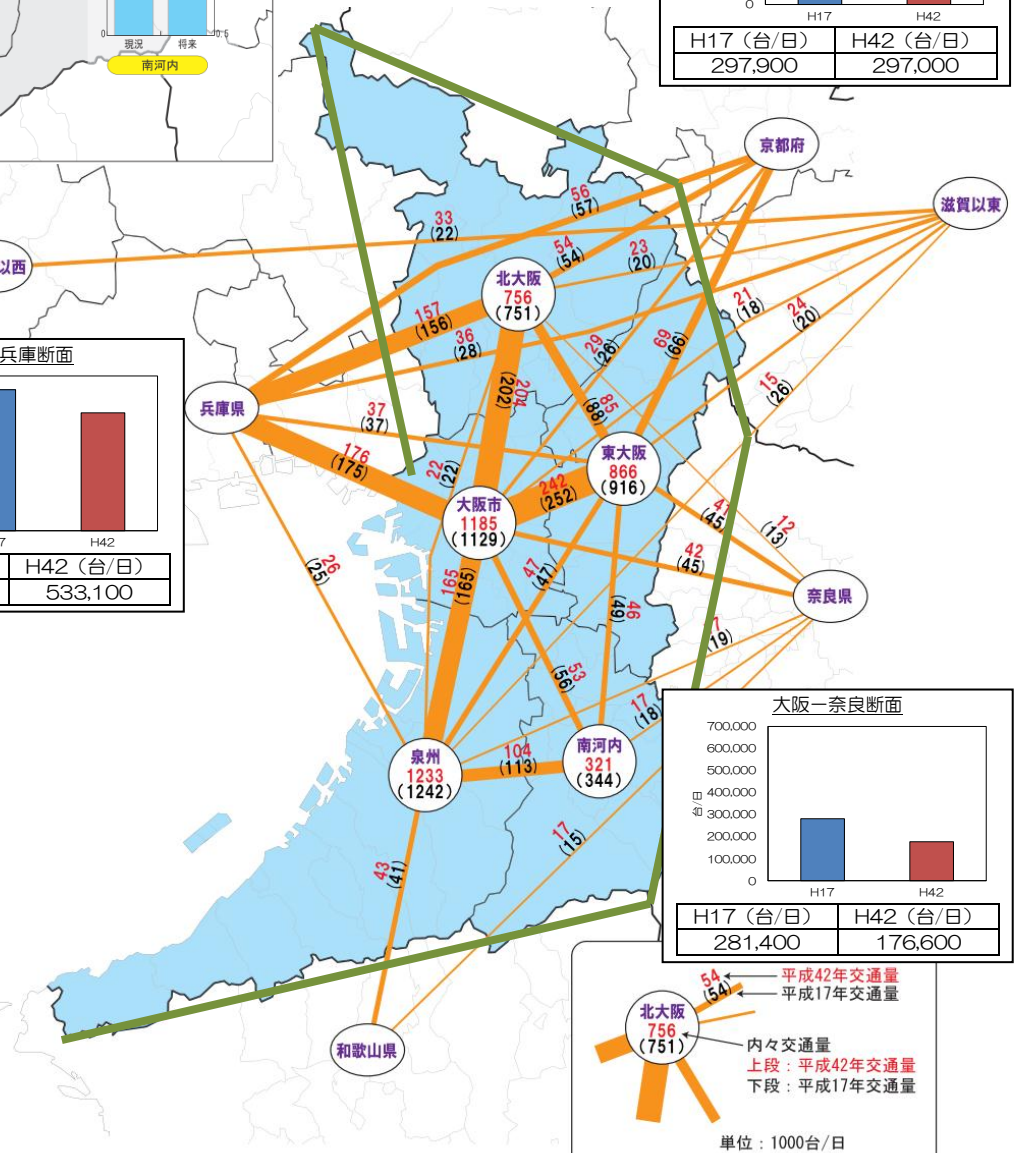 0
0.5
現況
将来
南河内
0
H17
H42
H17（台/日）
H42（台/日）
297,900
297,000
京都府
滋賀以東
以西
33
(22)
56
(57)
54
(54)
23
(20)
北大阪
756
(751)
157
(156)
36
(28)
29
(26)
69
(66)
21
(18)
24
(20)
15
(26)
兵庫断面
H42
H42（台/日）
533,100
兵庫県
37
(37)
176
(175)
204
(202)
85
(88)
22
(22)
東大阪
866
(916)
大阪市
1185
(1129)
242
(252)
(45)
12
(13)
42
(45)
奈良県
26
(25)
165
(165)
47
(47)
46
(49)
(19)
53
(56)
17
(18)
泉州
1233
(1242)
104
(113)
南河内
321
(344)
17
(15)
43
(41)
和歌山県
大阪ー奈良断面
700,000
600,000
500,000
400,000
300,000
200,000
100,000
0
台/日
H17
H42
H17（台/日）
H42（台/日）
281,400
176,600
54
(54)
平成42年交通量
平成17年交通量
北大阪
756
(751)
内々交通量
上段：平成42年交通量
下段：平成17年交通量
単位：1000台/日